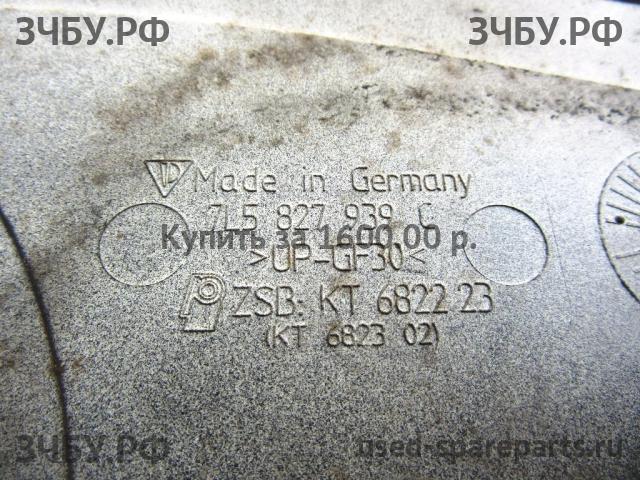 ЗЧБУ.РФ ЗЧБУ.РФ
Made in Germany
7L5 827 939 C
Купить за 1600.00 р.
>UP-GF30<
ZSB: KT 6822 23
(KT 6823 02)
ЗЧБУ.РФ used-spareparts.ru